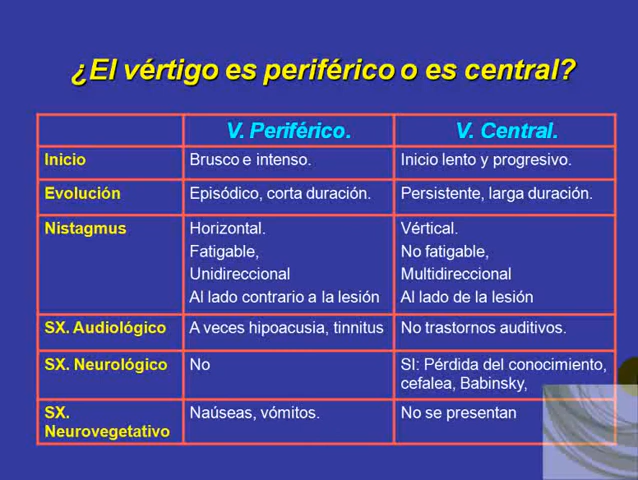 ¿El vértigo es periférico o es central?
V. Periférico.
V. Central.
Inicio
Brusco e intenso.
Inicio lento y progresivo.
Evolución
Episódico, corta duración.
Persistente, larga duración.
Nistagmus
Horizontal.
Fatigable,
Unidireccional
Al lado contrario a la lesión
Vértical.
No fatigable,
Multidireccional
Al lado de la lesión
SX. Audiológico
A veces hipoacusia, tinnitus
No trastornos auditivos.
SX. Neurológico
No
SI: Pérdida del conocimiento,
cefalea, Babinsky,
SX.
Neurovegetativo
Naúseas, vómitos.
No se presentan